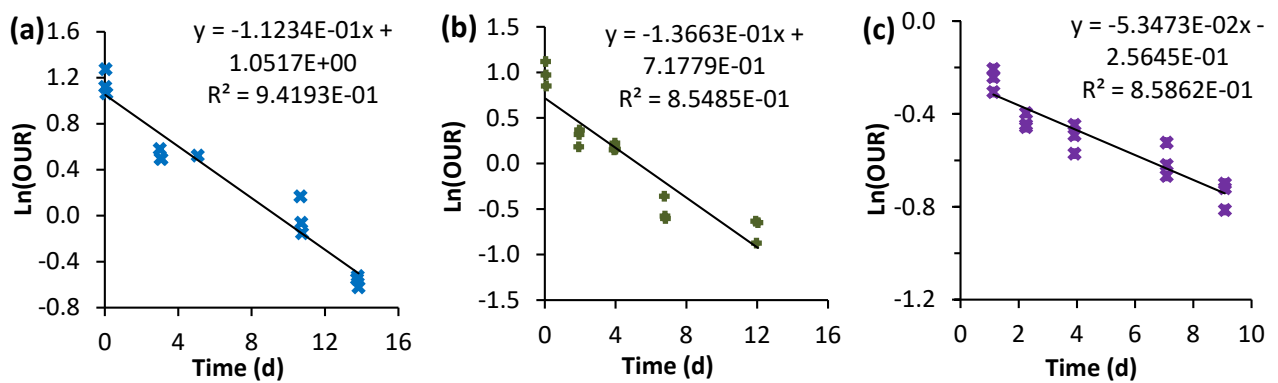 (a)
y = -1.1234E-01x +
1.0517E+00
R² = 9.4193E-01
1.6
1.2
0.8
0.4
0.0
-0.4
-0.8
Ln(OUR)
0 4 8 12 16
Time (d)
(b)
y = -1.3663E-01x +
7.1779E-01
R² = 8.5485E-01
1.5
1.0
0.5
0.0
-0.5
-1.0
-1.5
Ln(OUR)
0 4 8 12 16
Time (d)
(c)
y = -5.3473E-02x -
2.5645E-01
R² = 8.5862E-01
0.0
-0.4
-0.8
-1.2
Ln(OUR)
0 2 4 6 8 10
Time (d)